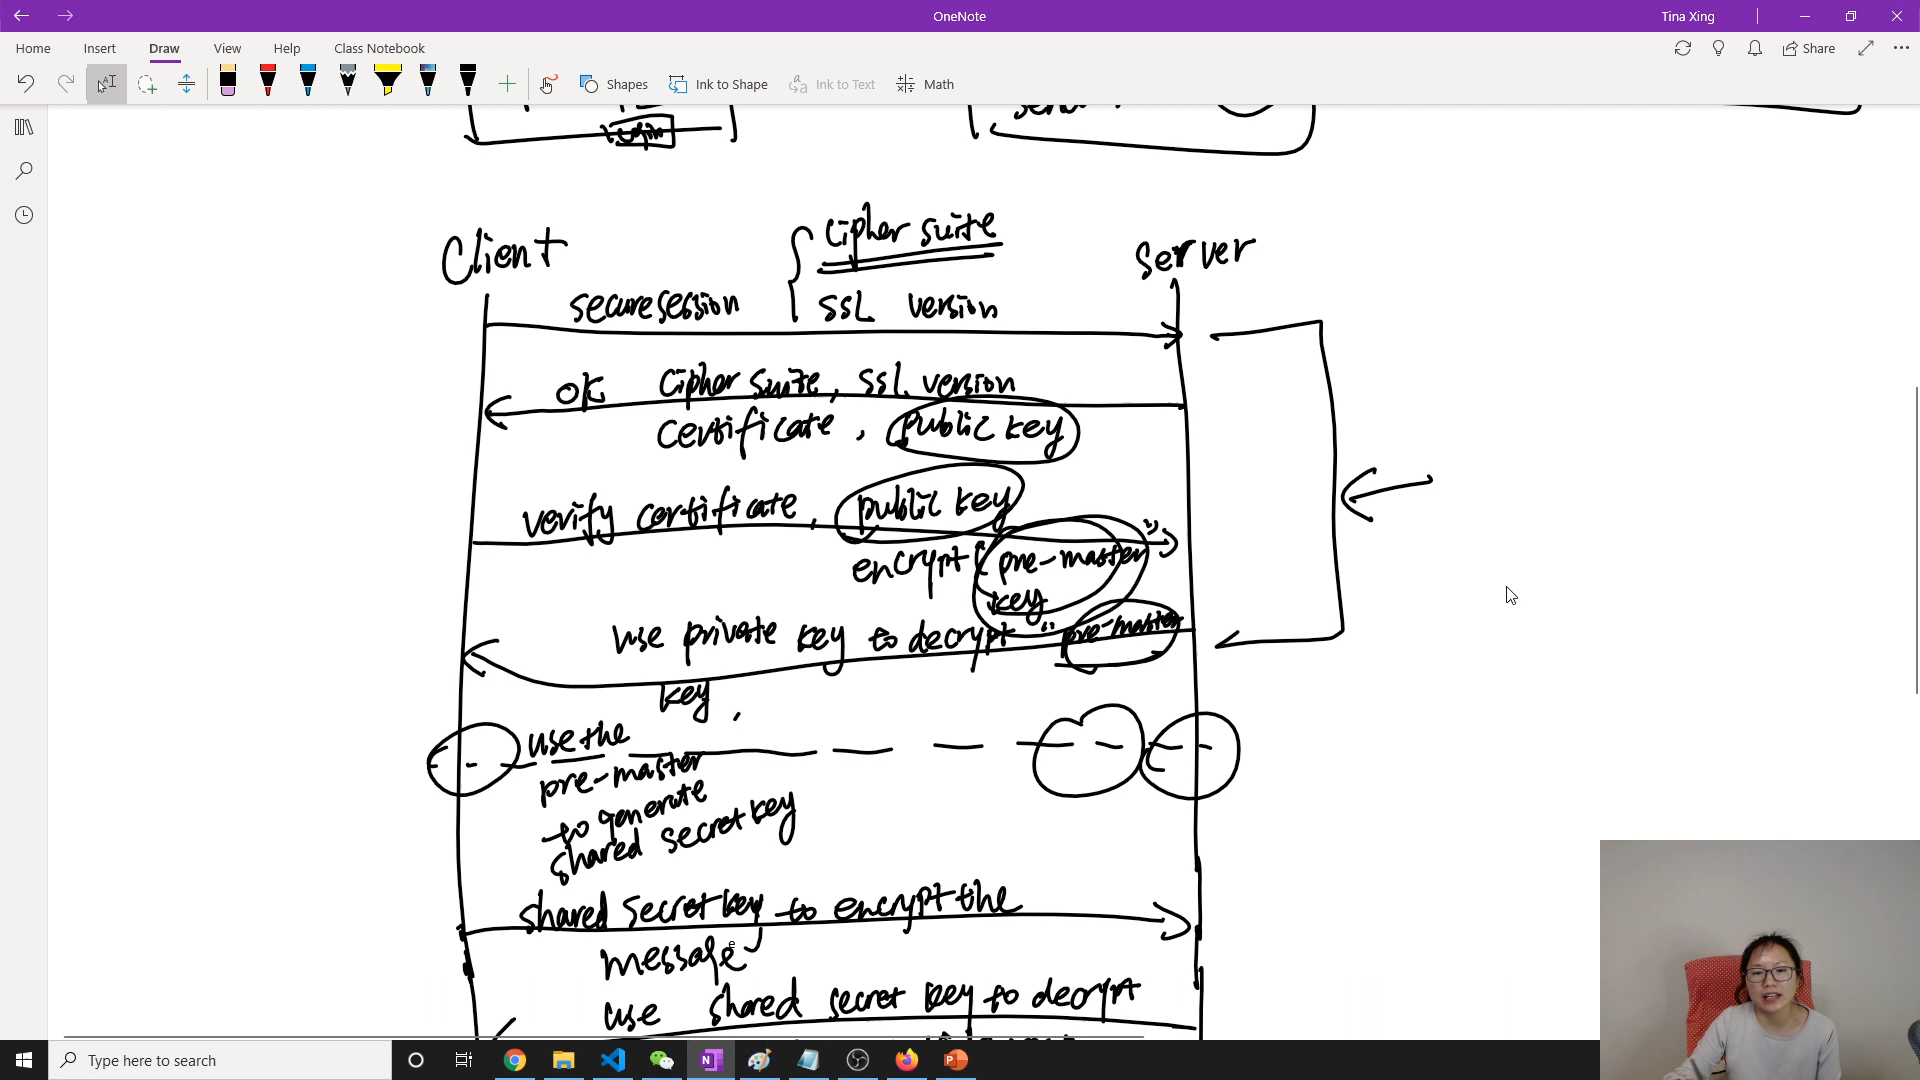 OneNote
Tina Xing
Home Insert Draw View Help Class Notebook
Share
Shapes Ink to Shape Ink to Text Math
login
Client
cipher suite
server
secure session
SSL version
OK cipher suite, SSL version
certificate, public key
verify certificate, public key
encrypt "pre-master"
key
use private key to decrypt pre-master
key,
use the
pre-master
to generate
shared secret key
shared secret key to encrypt the
message
use shared secret key to decrypt
Type here to search